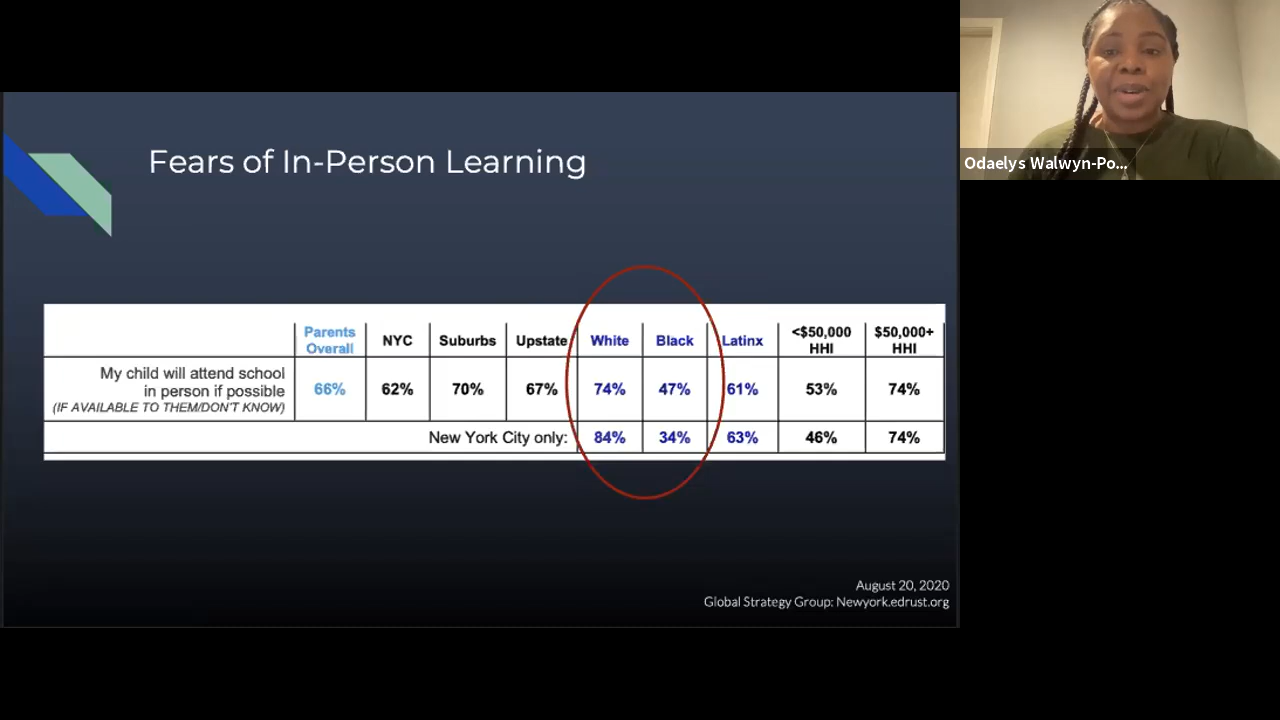 Odaelys Walwyn-Po...
Fears of In-Person Learning
Parents Overall NYC Suburbs Upstate White Black Latinx <$50,000 HHI $50,000+ HHI
My child will attend school
in person if possible
(IF AVAILABLE TO THEM/DON'T KNOW)
66% 62% 70% 67% 74% 47% 61% 53% 74%
New York City only: 84% 34% 63% 46% 74%
August 20, 2020
Global Strategy Group: Newyork.edrust.org